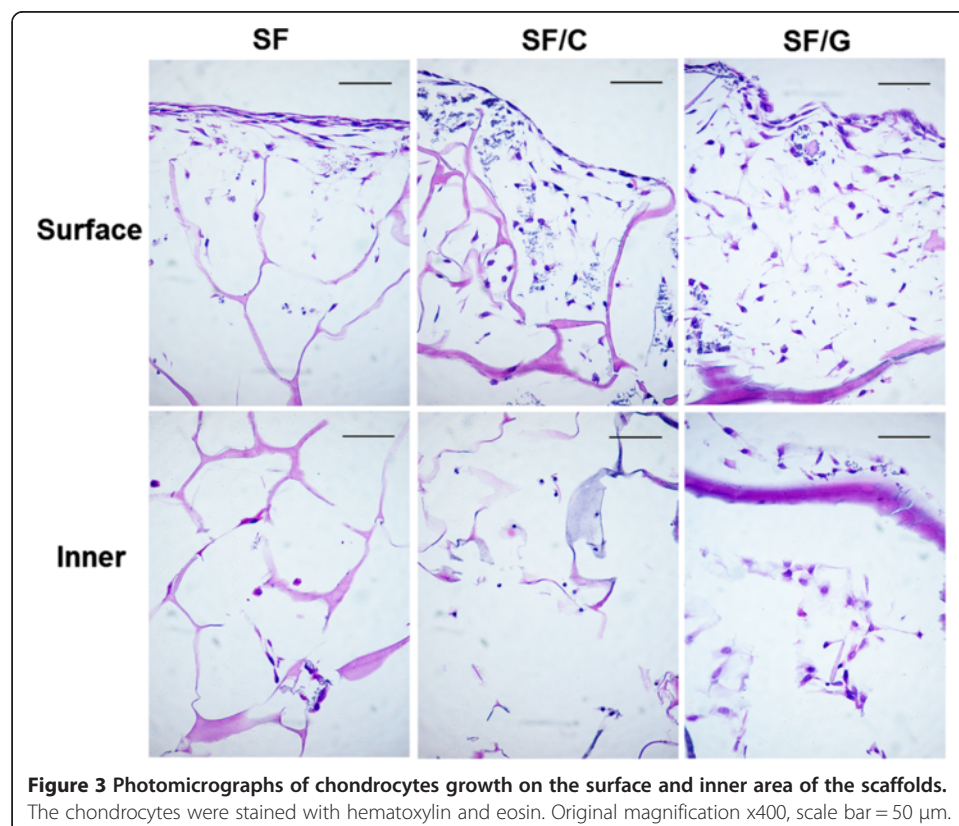 SF SF/C SF/G
Surface
Inner
Figure 3 Photomicrographs of chondrocytes growth on the surface and inner area of the scaffolds.
The chondrocytes were stained with hematoxylin and eosin. Original magnification x400, scale bar = 50 μm.